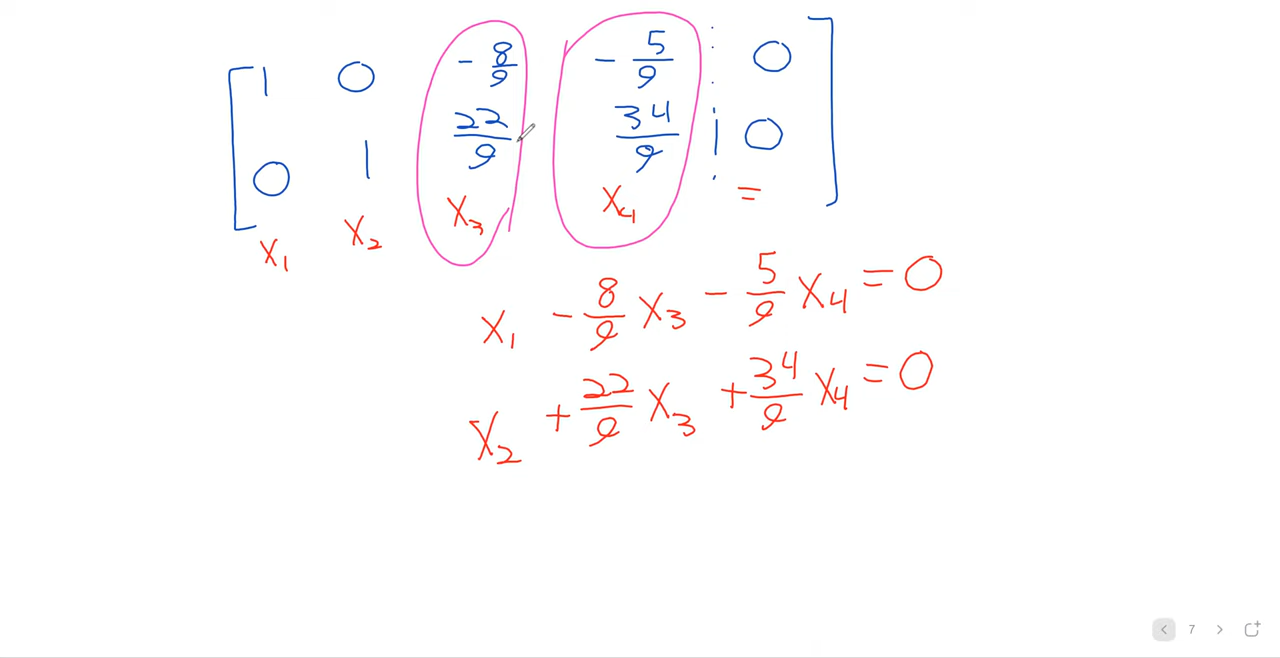 1 0 -8/9 -5/9 ⋮ 0
0 1 22/9 34/9 ⋮ 0
x₁ x₂ x₃ x₄ =
x₁ - 8/9 x₃ - 5/9 x₄ = 0
x₂ + 22/9 x₃ + 34/9 x₄ = 0
7